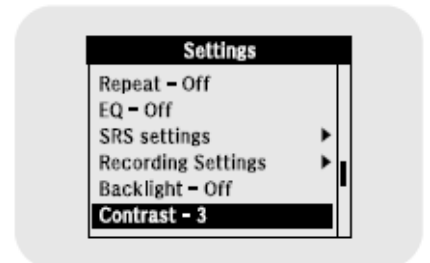 Settings
Repeat – Off
EQ – Off
SRS settings
Recording Settings
Backlight – Off
Contrast – 3